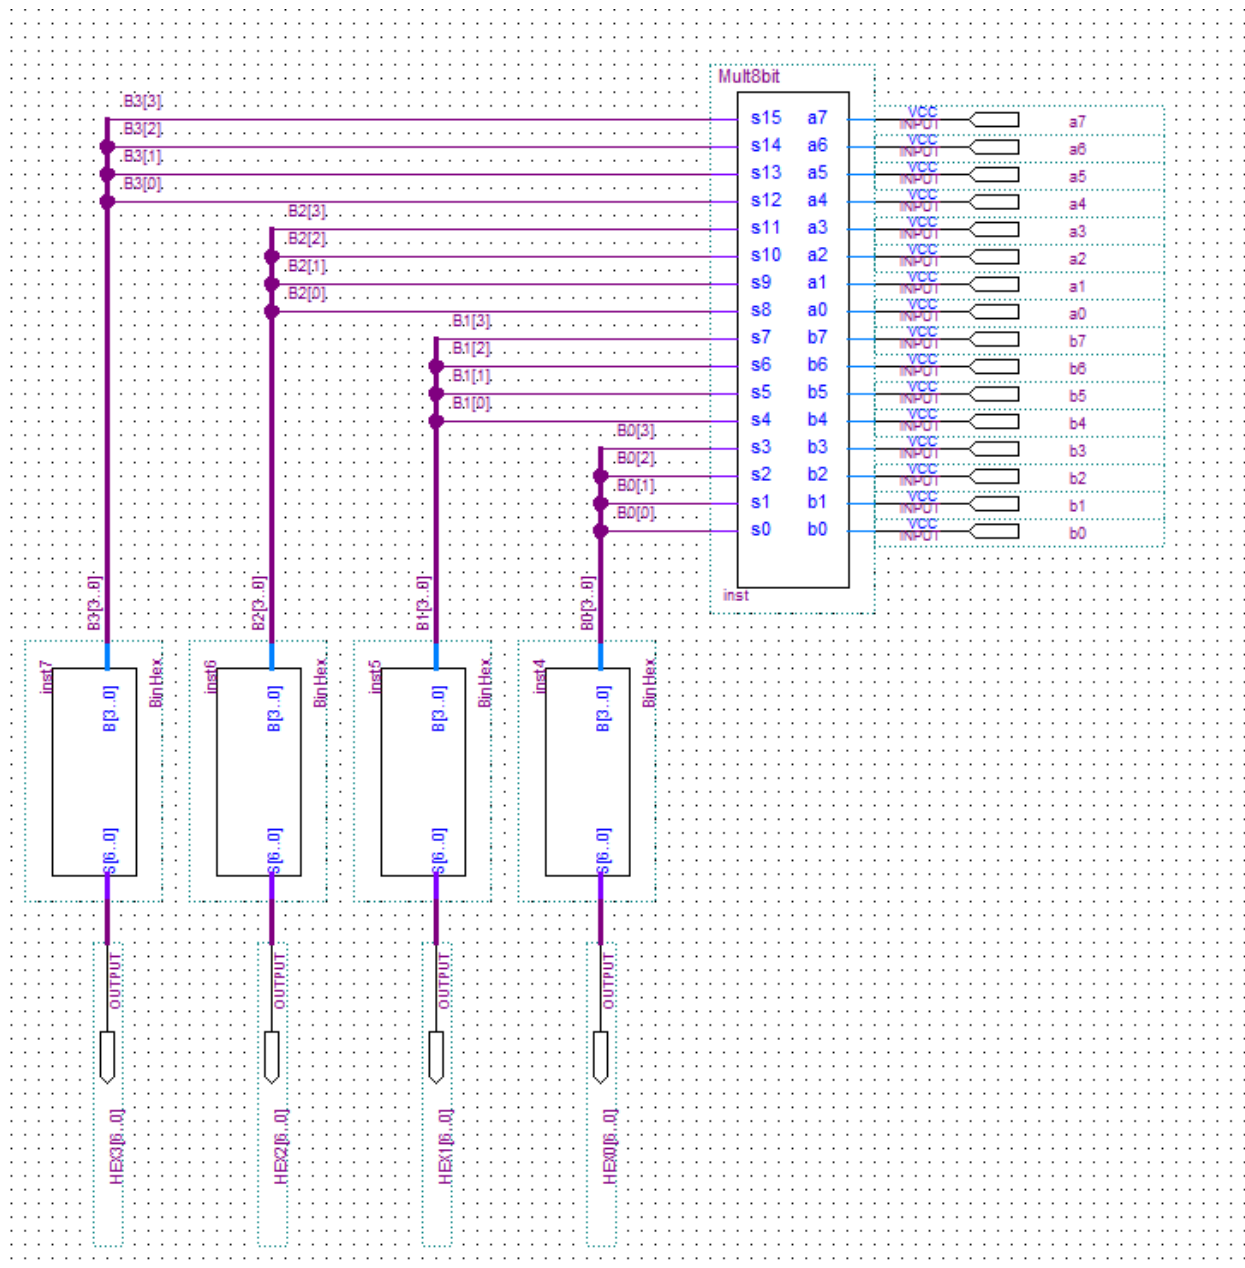 Mult8bit
B3[3]
s15 a7 VCC INPUT a7
B3[2]
s14 a6 VCC INPUT a6
B3[1]
s13 a5 VCC INPUT a5
B3[0]
s12 a4 VCC INPUT a4
B2[3]
s11 a3 VCC INPUT a3
B2[2]
s10 a2 VCC INPUT a2
B2[1]
s9 a1 VCC INPUT a1
B2[0]
s8 a0 VCC INPUT a0
B1[3]
s7 b7 VCC INPUT b7
B1[2]
s6 b6 VCC INPUT b6
B1[1]
s5 b5 VCC INPUT b5
B1[0]
s4 b4 VCC INPUT b4
B0[3]
s3 b3 VCC INPUT b3
B0[2]
s2 b2 VCC INPUT b2
B0[1]
s1 b1 VCC INPUT b1
B0[0]
s0 b0 VCC INPUT b0
inst
B3[3..0]
B2[3..0]
B1[3..0]
B0[3..0]
inst7
B[3..0]
S[6..0]
BinHex
inst6
B[3..0]
S[6..0]
BinHex
inst5
B[3..0]
S[6..0]
BinHex
inst4
B[3..0]
S[6..0]
BinHex
OUTPUT
OUTPUT
OUTPUT
OUTPUT
HEX3[6..0]
HEX2[6..0]
HEX1[6..0]
HEX0[6..0]